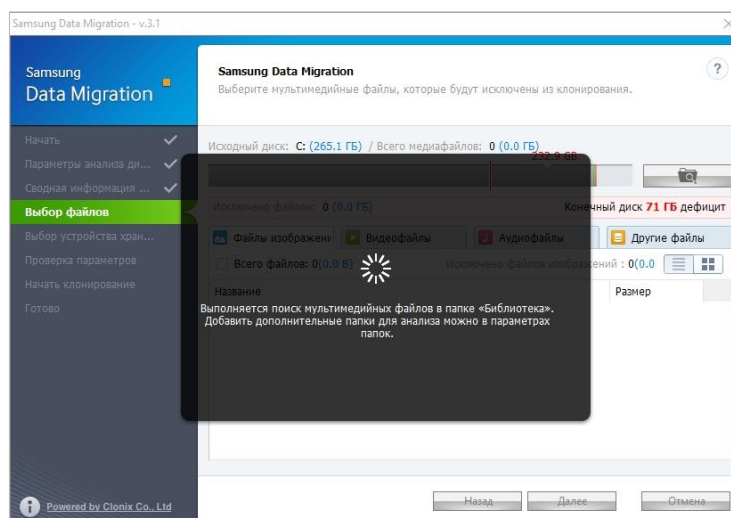 Samsung Data Migration - v.3.1
Samsung
Data Migration
Начать
Параметры анализа ди...
Сводная информация ...
Выбор файлов
Выбор устройства хран...
Проверка параметров
Начать клонирование
Готово
Powered by Clonix Co., Ltd
Samsung Data Migration
Выберите мультимедийные файлы, которые будут исключены из клонирования.
?
Исходный диск: C: (265.1 ГБ) / Всего медиафайлов: 0 (0.0 ГБ)
232.9 GB
Исключено файлов: 0 (0.0 ГБ)
Конечный диск 71 ГБ дефицит
Файлы изображени Видеофайлы Аудиофайлы Другие файлы
Всего файлов: 0(0.0 B) Исключено файлов изображений : 0(0.0
Название Размер
Выполняется поиск мультимедийных файлов в папке «Библиотека».
Добавить дополнительные папки для анализа можно в параметрах
папок.
Назад Далее Отмена